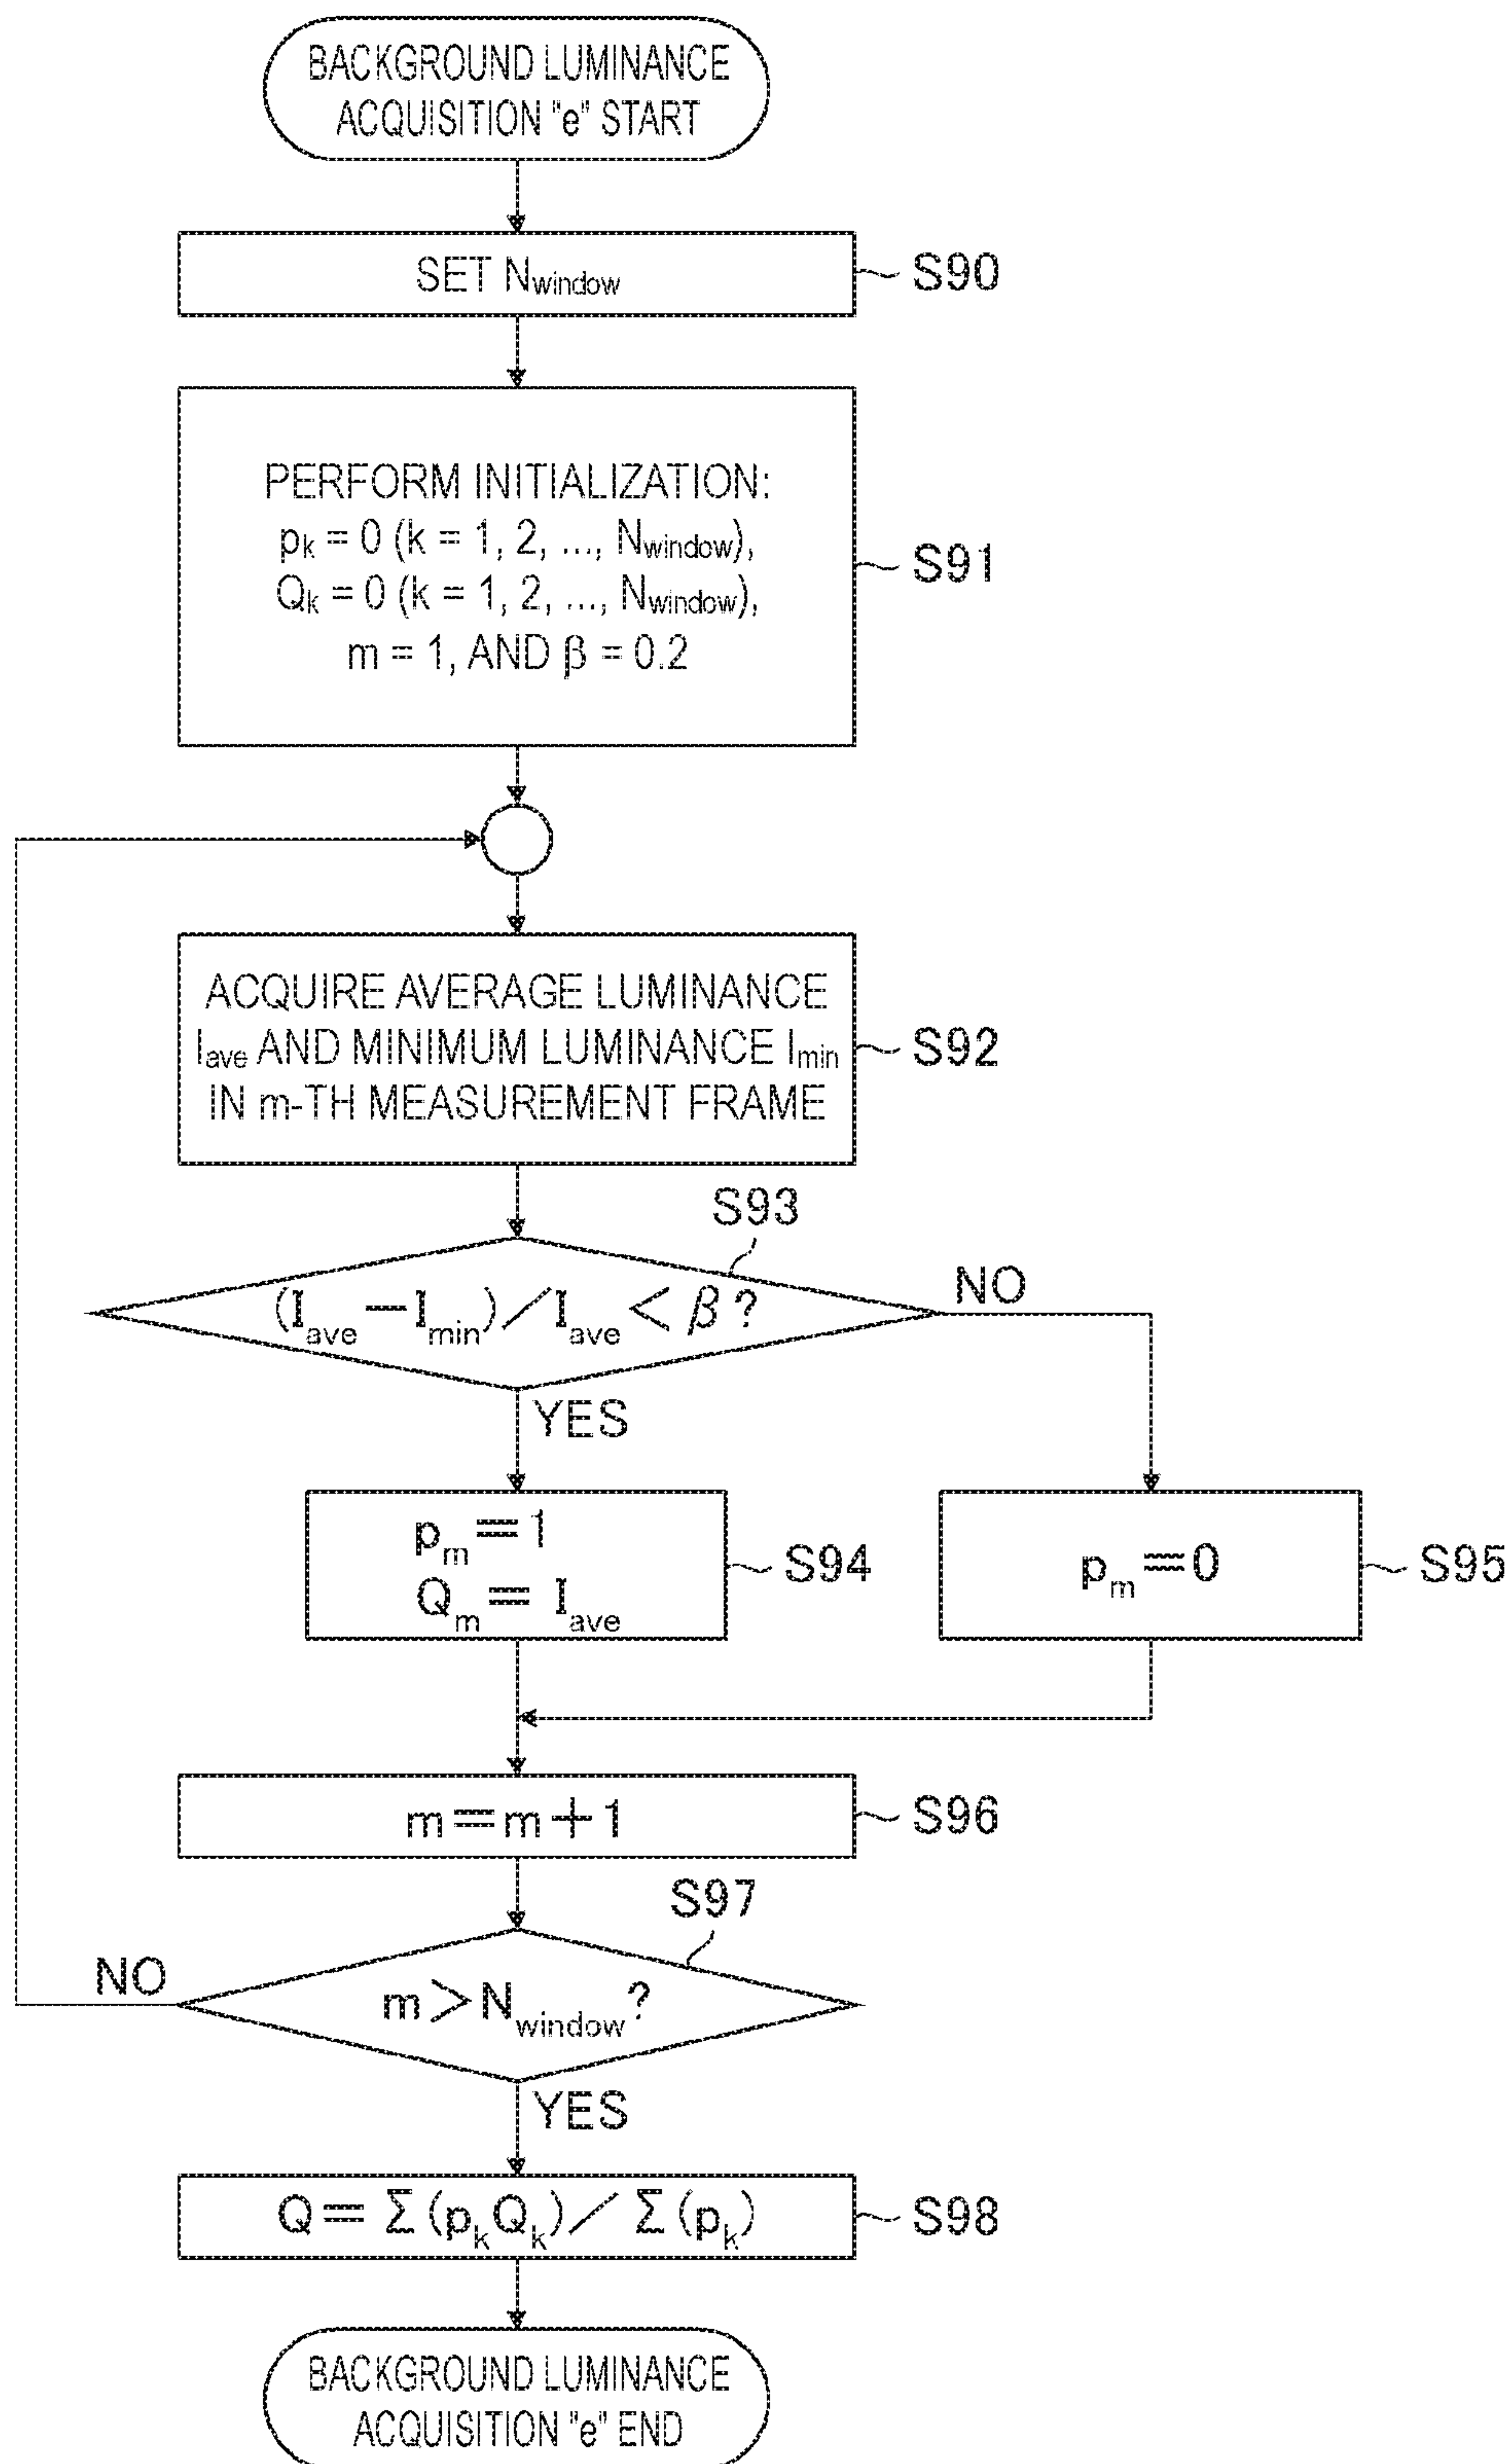 BACKGROUND LUMINANCE
ACQUISITION "e" START
SET Nwindow
S90
PERFORM INITIALIZATION:
pk = 0 (k = 1, 2, ..., Nwindow),
Qk = 0 (k = 1, 2, ..., Nwindow),
m = 1, AND β = 0.2
S91
ACQUIRE AVERAGE LUMINANCE
Iave AND MINIMUM LUMINANCE Imin
IN m-TH MEASUREMENT FRAME
S92
S93
(Iave − Imin)／Iave < β ?
NO
YES
pm = 1
Qm = Iave
S94
pm = 0
S95
m = m + 1
S96
S97
m > Nwindow ?
NO
YES
Q = Σ (pkQk)／ Σ (pk)
S98
BACKGROUND LUMINANCE
ACQUISITION "e" END